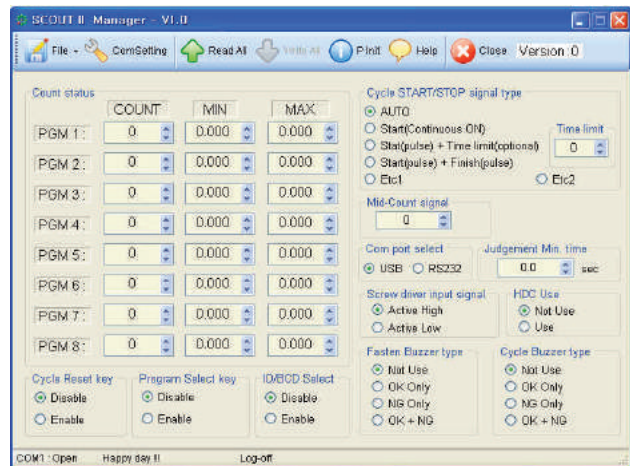 SCOUT II Manager - V1.0
File ComSetting Read All Write All P.Init Help Close Version :0
Count status
COUNT MIN MAX
PGM 1 : 0 0.000 0.000
PGM 2 : 0 0.000 0.000
PGM 3 : 0 0.000 0.000
PGM 4 : 0 0.000 0.000
PGM 5 : 0 0.000 0.000
PGM 6 : 0 0.000 0.000
PGM 7 : 0 0.000 0.000
PGM 8 : 0 0.000 0.000
Cycle Reset key
Disable
Enable
Program Select key
Disable
Enable
IO/BCD Select
Disable
Enable
Cycle START/STOP signal type
AUTO
Start(Continuous ON)
Stat(pulse) + Time limit(optional)
Start(pulse) + Finish(pulse)
Etc1 Etc2
Time limit
0
Mid-Count signal
0
Com port select
USB RS232
Judgement Min. time
0.0 sec
Screw driver input signal
Active High
Active Low
HDC Use
Not Use
Use
Fasten Buzzer type
Not Use
OK Only
NG Only
OK + NG
Cycle Buzzer type
Not Use
OK Only
NG Only
OK + NG
COM1 : Open Happy day !! Log-off